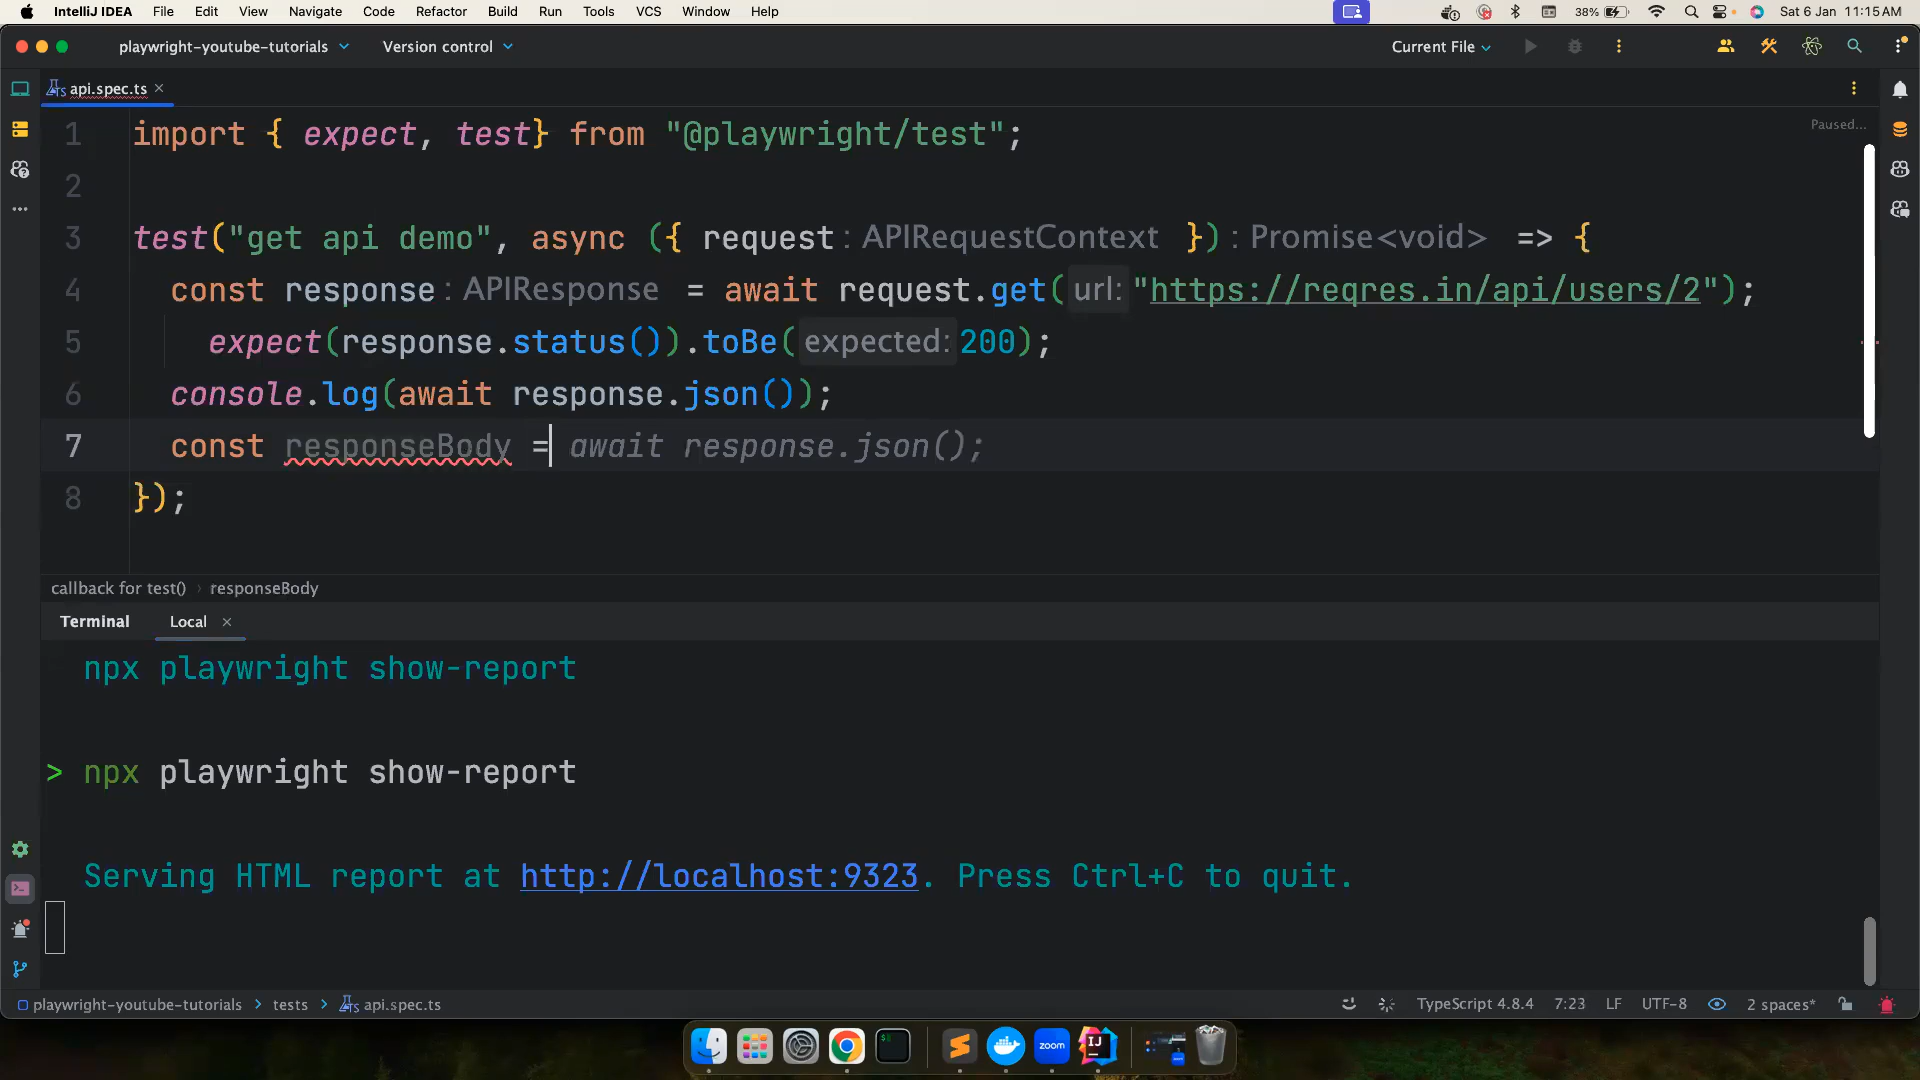 IntelliJ IDEA File Edit View Navigate Code Refactor Build Run Tools VCS Window Help 38% Sat 6 Jan 11:15 AM
playwright-youtube-tutorials Version control Current File
api.spec.ts
1 import { expect, test} from "@playwright/test"; Paused...
2
3 test("get api demo", async ({ request : APIRequestContext }) : Promise<void> => {
4 const response : APIResponse = await request.get( url: "https://reqres.in/api/users/2");
5 expect(response.status()).toBe( expected: 200);
6 console.log(await response.json());
7 const responseBody = await response.json();
8 });
callback for test() › responseBody
Terminal Local ×
npx playwright show-report
> npx playwright show-report
Serving HTML report at http://localhost:9323. Press Ctrl+C to quit.
playwright-youtube-tutorials > tests > api.spec.ts TypeScript 4.8.4 7:23 LF UTF-8 2 spaces*
zoom
IJ